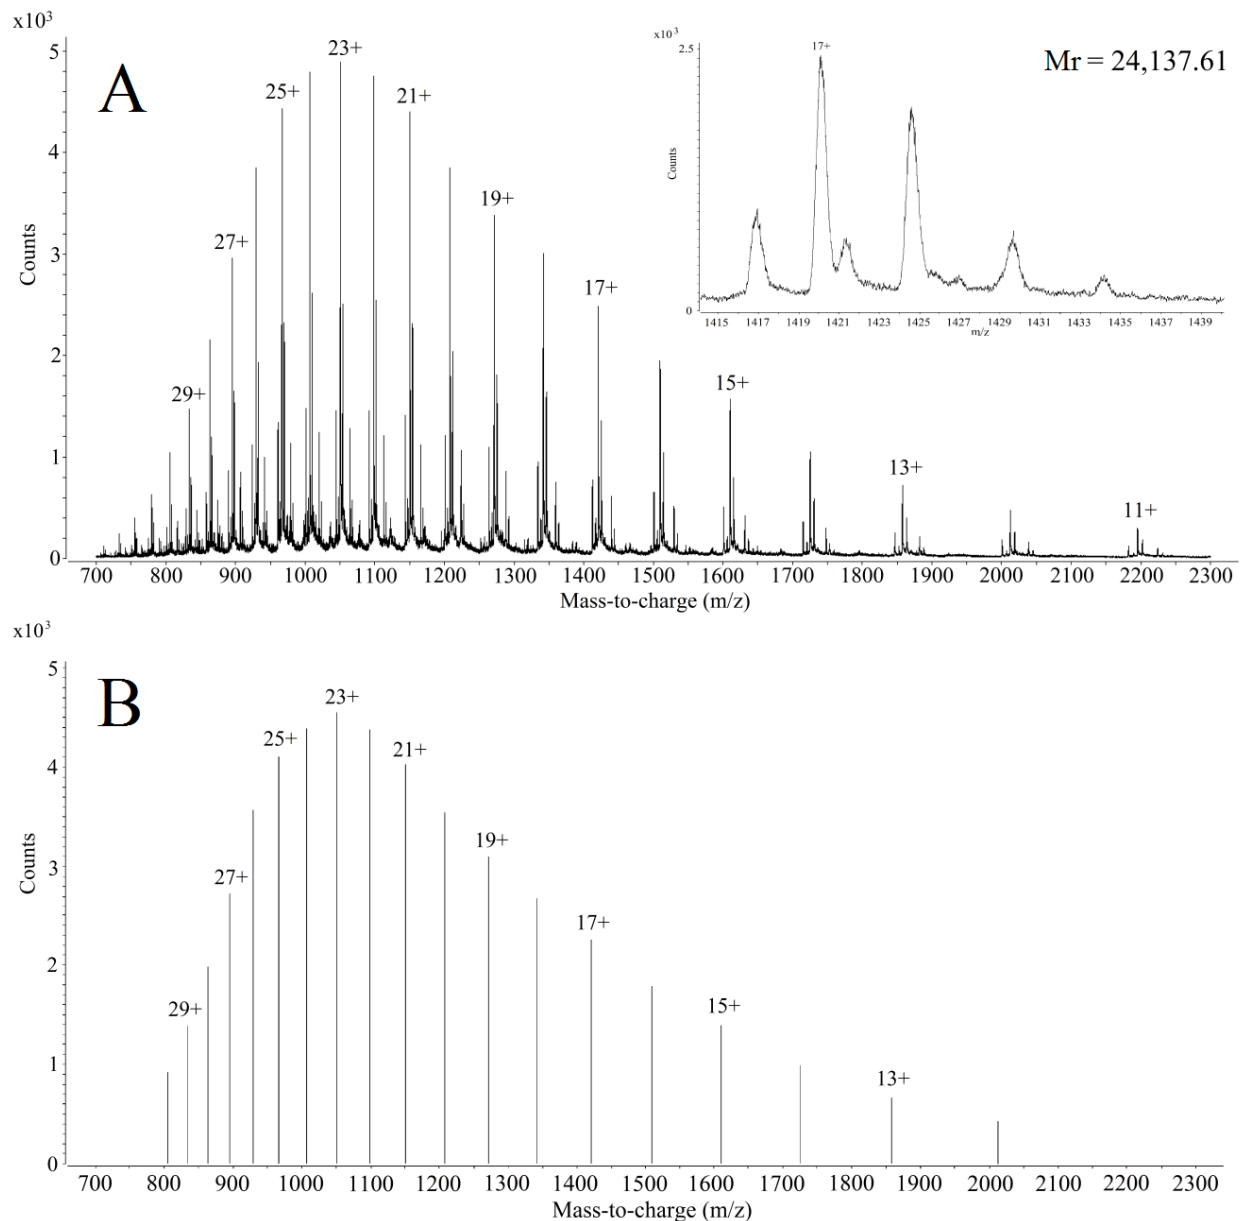 x10³
A
5
4
3
2
1
0
Counts
29+
27+
25+
23+
21+
19+
17+
15+
13+
11+
700 800 900 1000 1100 1200 1300 1400 1500 1600 1700 1800 1900 2000 2100 2200 2300
Mass-to-charge (m/z)
x10³
2.5
0
Counts
17+
1415 1417 1419 1421 1423 1425 1427 1429 1431 1433 1435 1437 1439
m/z
Mr = 24,137.61
x10³
B
5
4
3
2
1
0
Counts
29+
27+
25+
23+
21+
19+
17+
15+
13+
700 800 900 1000 1100 1200 1300 1400 1500 1600 1700 1800 1900 2000 2100 2200 2300
Mass-to-charge (m/z)